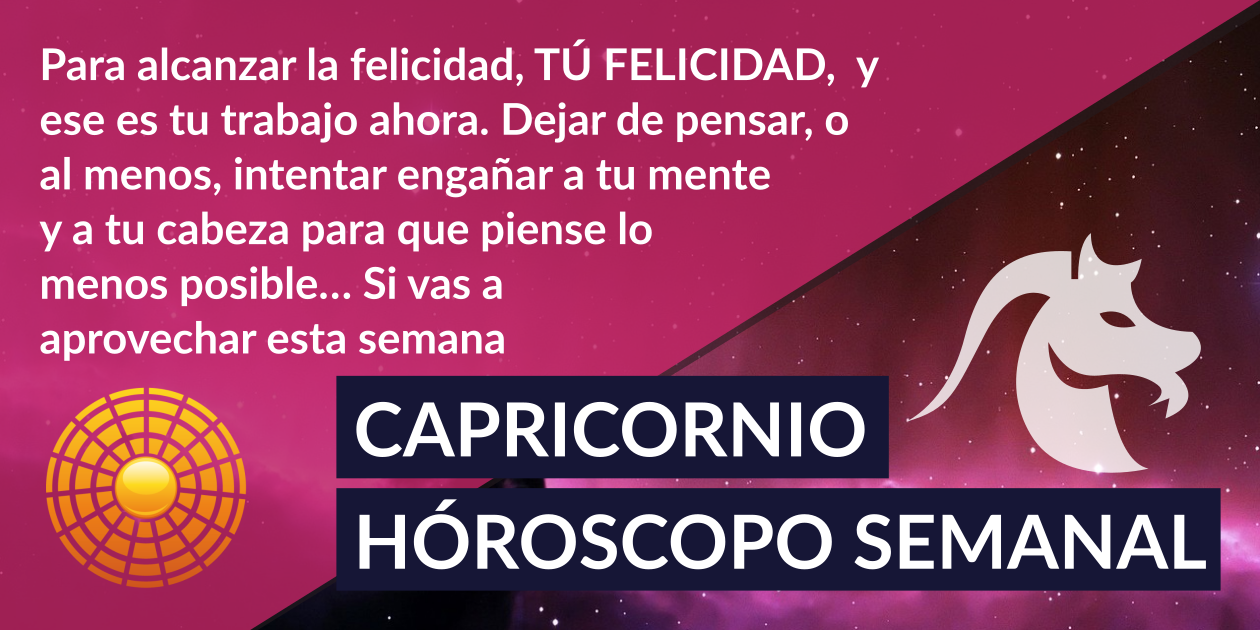 Para alcanzar la felicidad, TÚ FELICIDAD,  y
ese es tu trabajo ahora. Dejar de pensar, o
al menos, intentar engañar a tu mente
y a tu cabeza para que piense lo
menos posible... Si vas a
aprovechar esta semana
CAPRICORNIO
HÓROSCOPO SEMANAL